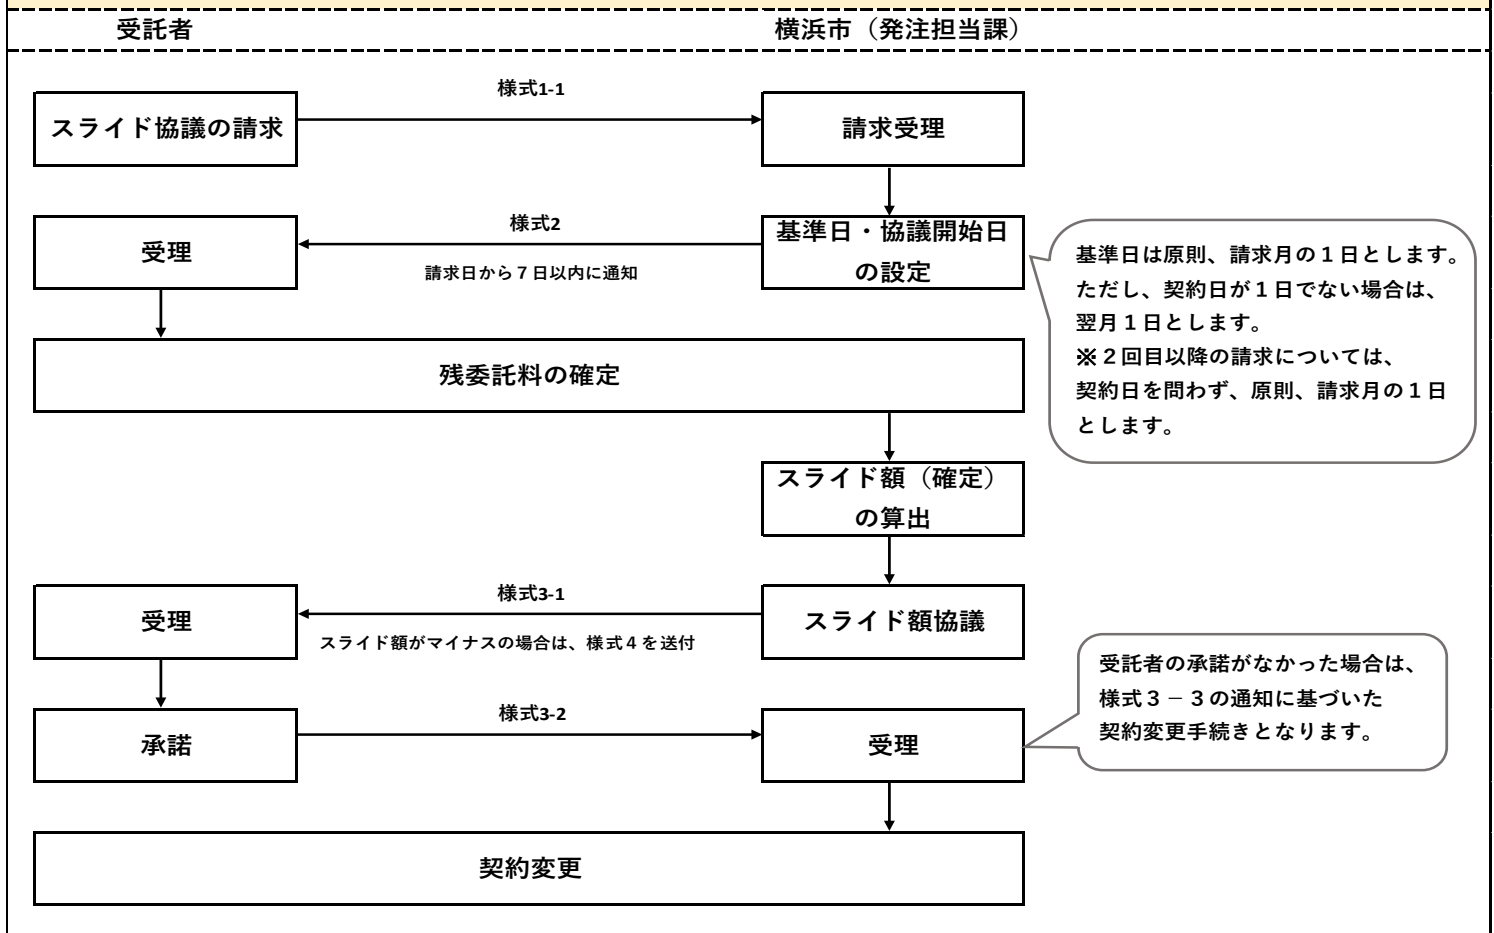 受託者
横浜市（発注担当課）
様式1-1
スライド協議の請求
請求受理
様式2
受理
請求日から７日以内に通知
基準日・協議開始日
の設定
基準日は原則、請求月の１日とします。
ただし、契約日が１日でない場合は、
翌月１日とします。
※２回目以降の請求については、
契約日を問わず、原則、請求月の１日
とします。
残委託料の確定
スライド額（確定）
の算出
様式3-1
受理
スライド額がマイナスの場合は、様式４を送付
スライド額協議
様式3-2
承諾
受理
受託者の承諾がなかった場合は、
様式３－３の通知に基づいた
契約変更手続きとなります。
契約変更